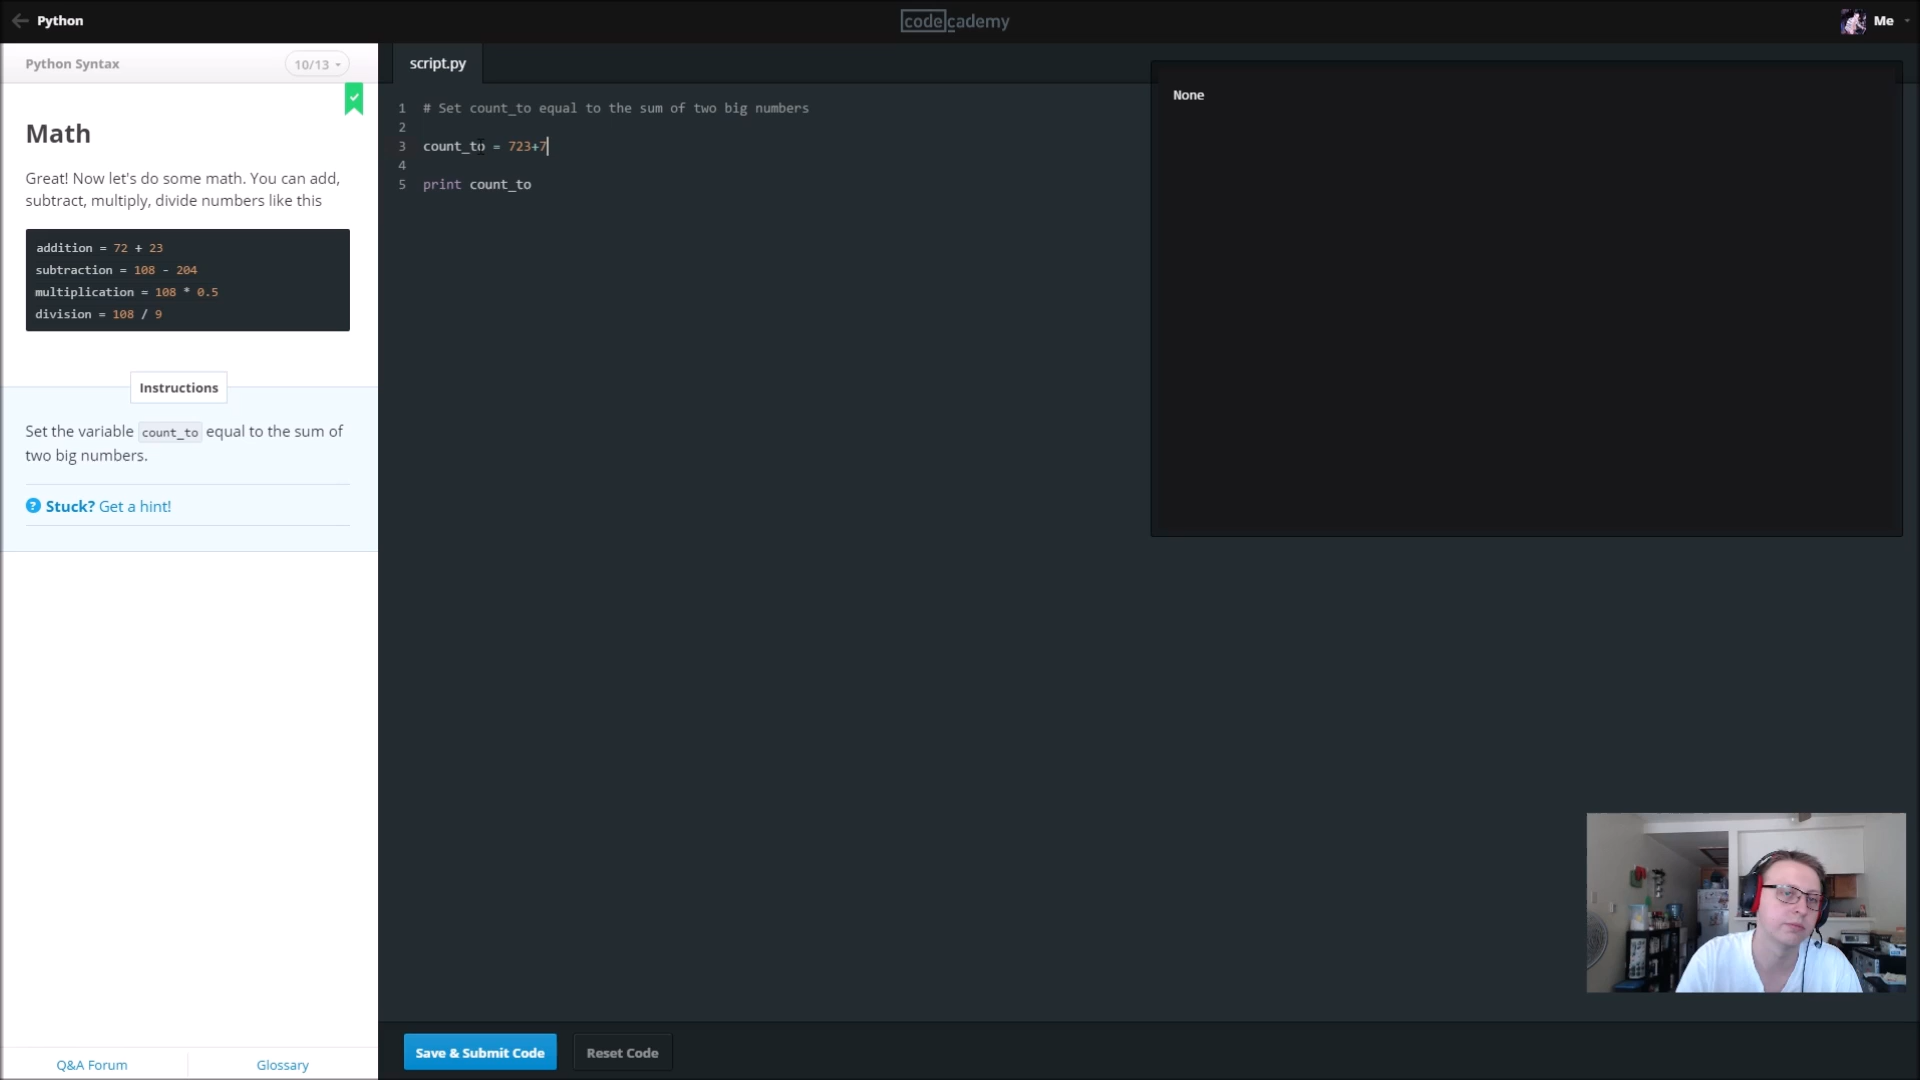 Python
codecademy
Me
Python Syntax
10/13
script.py
Math
Great! Now let's do some math. You can add,
subtract, multiply, divide numbers like this
addition = 72 + 23
subtraction = 108 - 204
multiplication = 108 * 0.5
division = 108 / 9
Instructions
Set the variable count_to equal to the sum of
two big numbers.
? Stuck? Get a hint!
Q&A Forum
Glossary
1 # Set count_to equal to the sum of two big numbers
2
3 count_to = 723+7
4
5 print count_to
None
Save & Submit Code
Reset Code